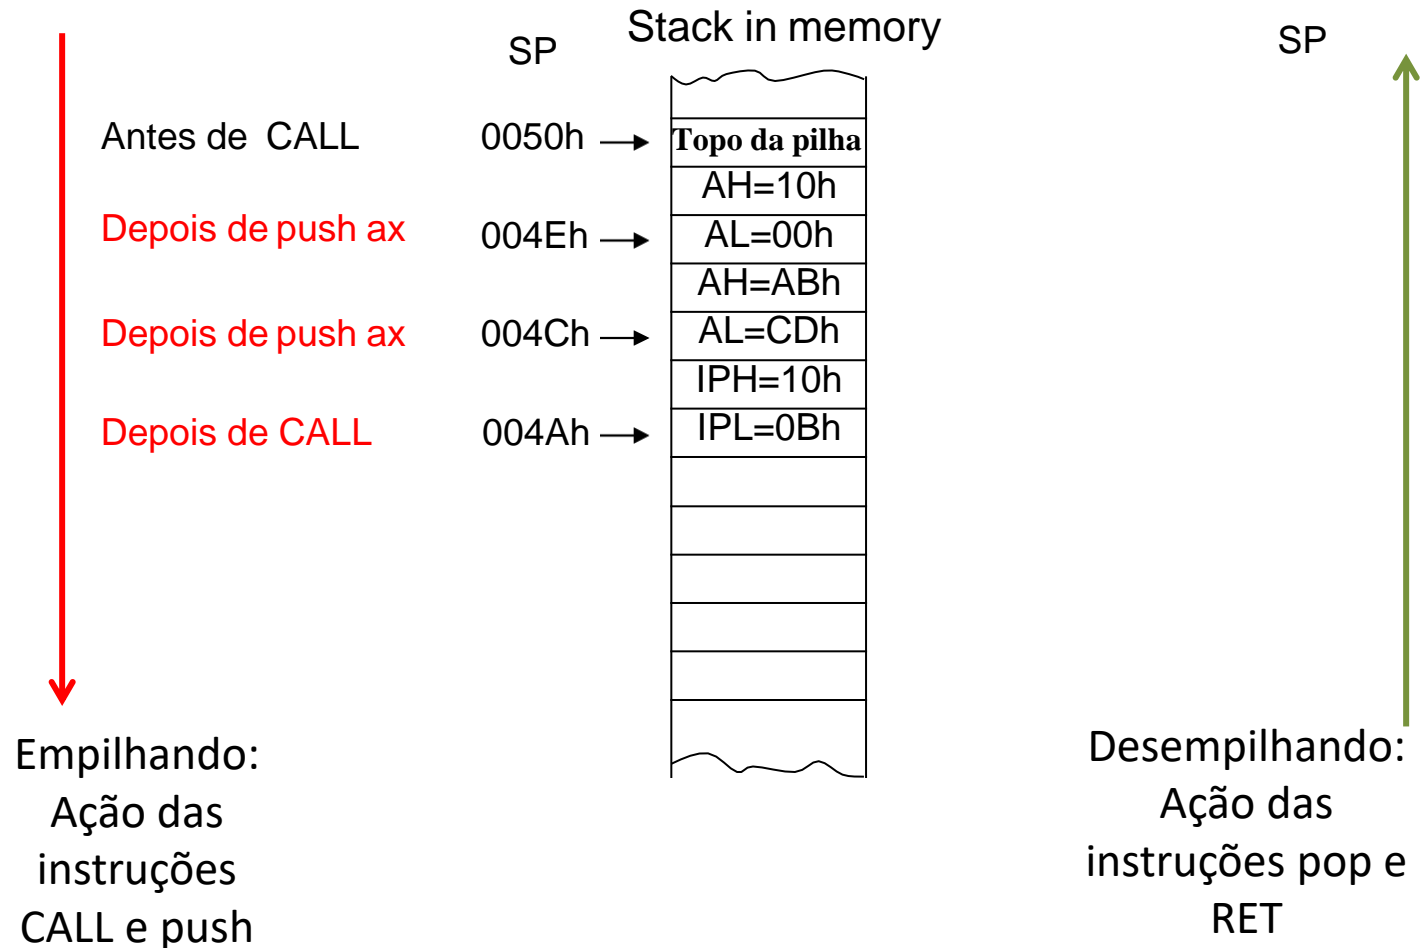 Stack in memory
SP
SP
Antes de CALL
0050h
Topo da pilha
AH=10h
Depois de push ax
004Eh
AL=00h
AH=ABh
Depois de push ax
004Ch
AL=CDh
IPH=10h
Depois de CALL
004Ah
IPL=0Bh
Empilhando:
Ação das
instruções
CALL e push
Desempilhando:
Ação das
instruções pop e
RET